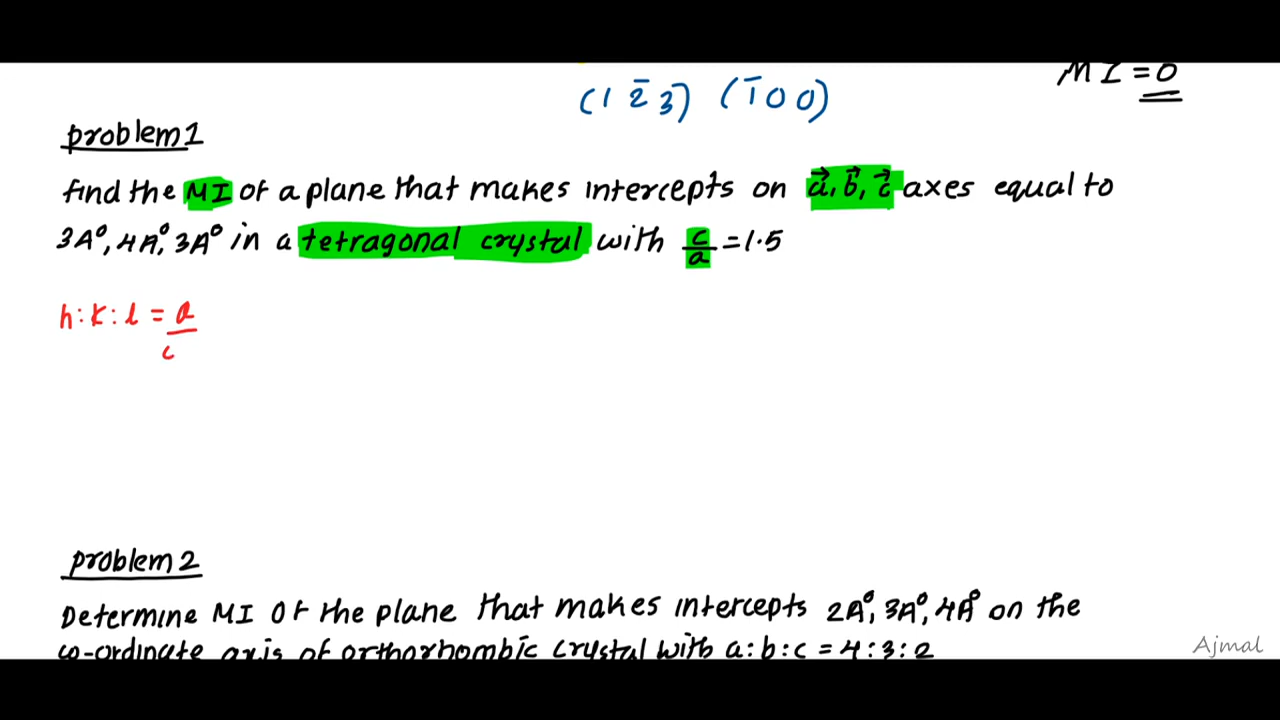 MI = 0
(1 2̄ 3̄) (1̄ 0 0)
problem 1
find the MI of a plane that makes intercepts on a⃗, b⃗, c⃗ axes equal to
3A°, 4A°, 3A° in a tetragonal crystal with c/a = 1.5
h : k : l = a
c
problem 2
Determine MI of the plane that makes intercepts 2A°, 3A°, 4A° on the
co-ordinate axis of orthorhombic crystal with a : b : c = 4 : 3 : 2
Ajmal